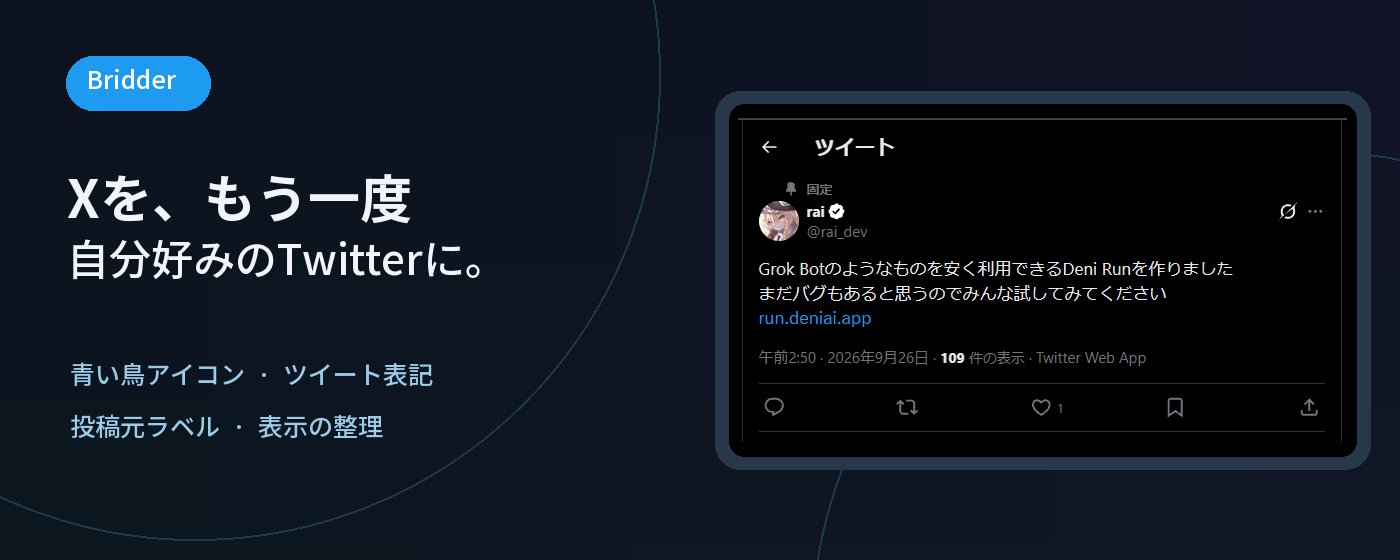 Bridder
Xを、もう一度
自分好みのTwitterに。
青い鳥アイコン ・ ツイート表記
投稿元ラベル ・ 表示の整理
ツイート
固定
rai
@rai_dev
Grok Botのようなものを安く利用できるDeni Runを作りました
まだバグもあると思うのでみんな試してみてください
run.deniai.app
午前2:50 · 2026年9月26日 · 109 件の表示 · Twitter Web App
1